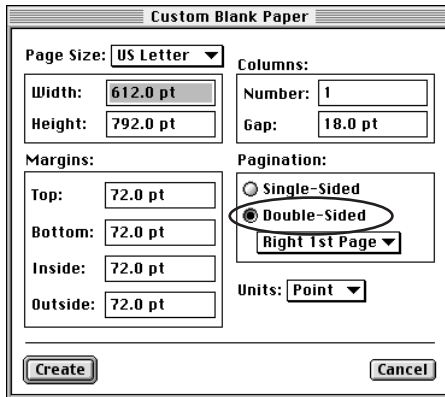 Custom Blank Paper
Page Size: US Letter
Width: 612.0 pt
Height: 792.0 pt
Columns:
Number: 1
Gap: 18.0 pt
Margins:
Top: 72.0 pt
Bottom: 72.0 pt
Inside: 72.0 pt
Outside: 72.0 pt
Pagination:
Single-Sided
Double-Sided
Right 1st Page
Units: Point
Create
Cancel